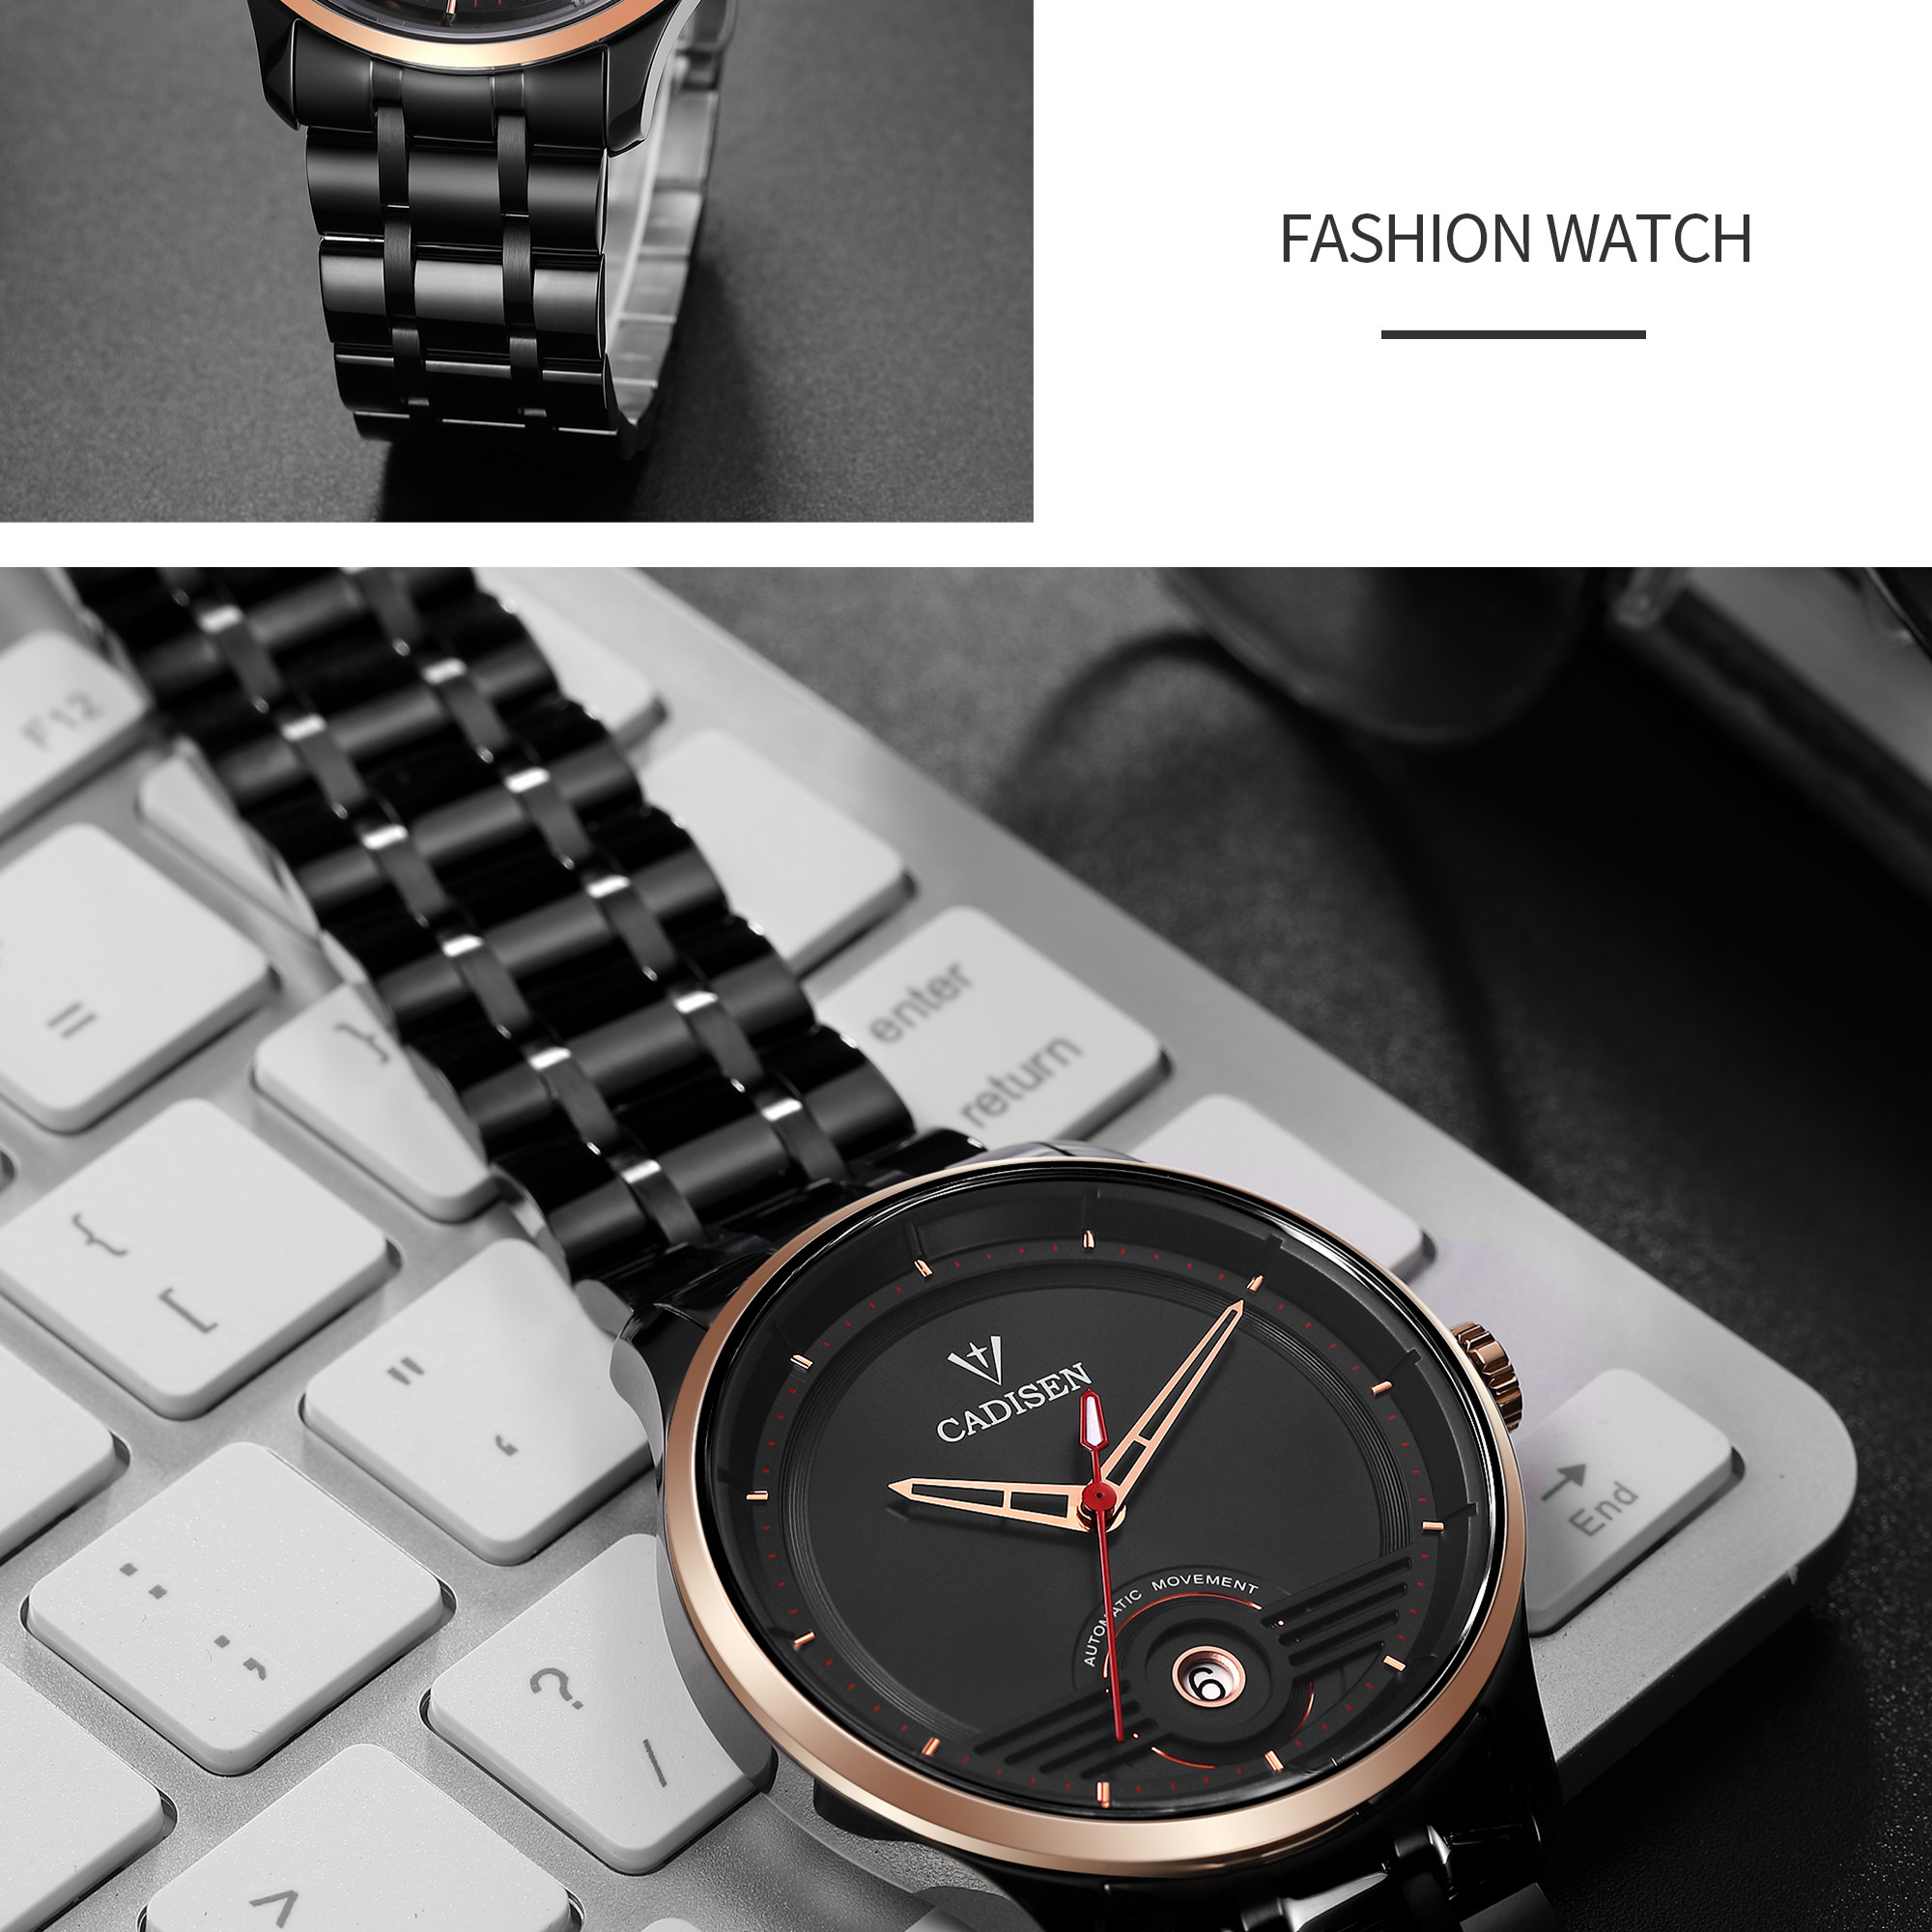 FASHION WATCH
F12
=
}
enter
return
{
[
"
‘
CADISEN
End
AUTOMATIC MOVEMENT
6
:
;
?
/
^